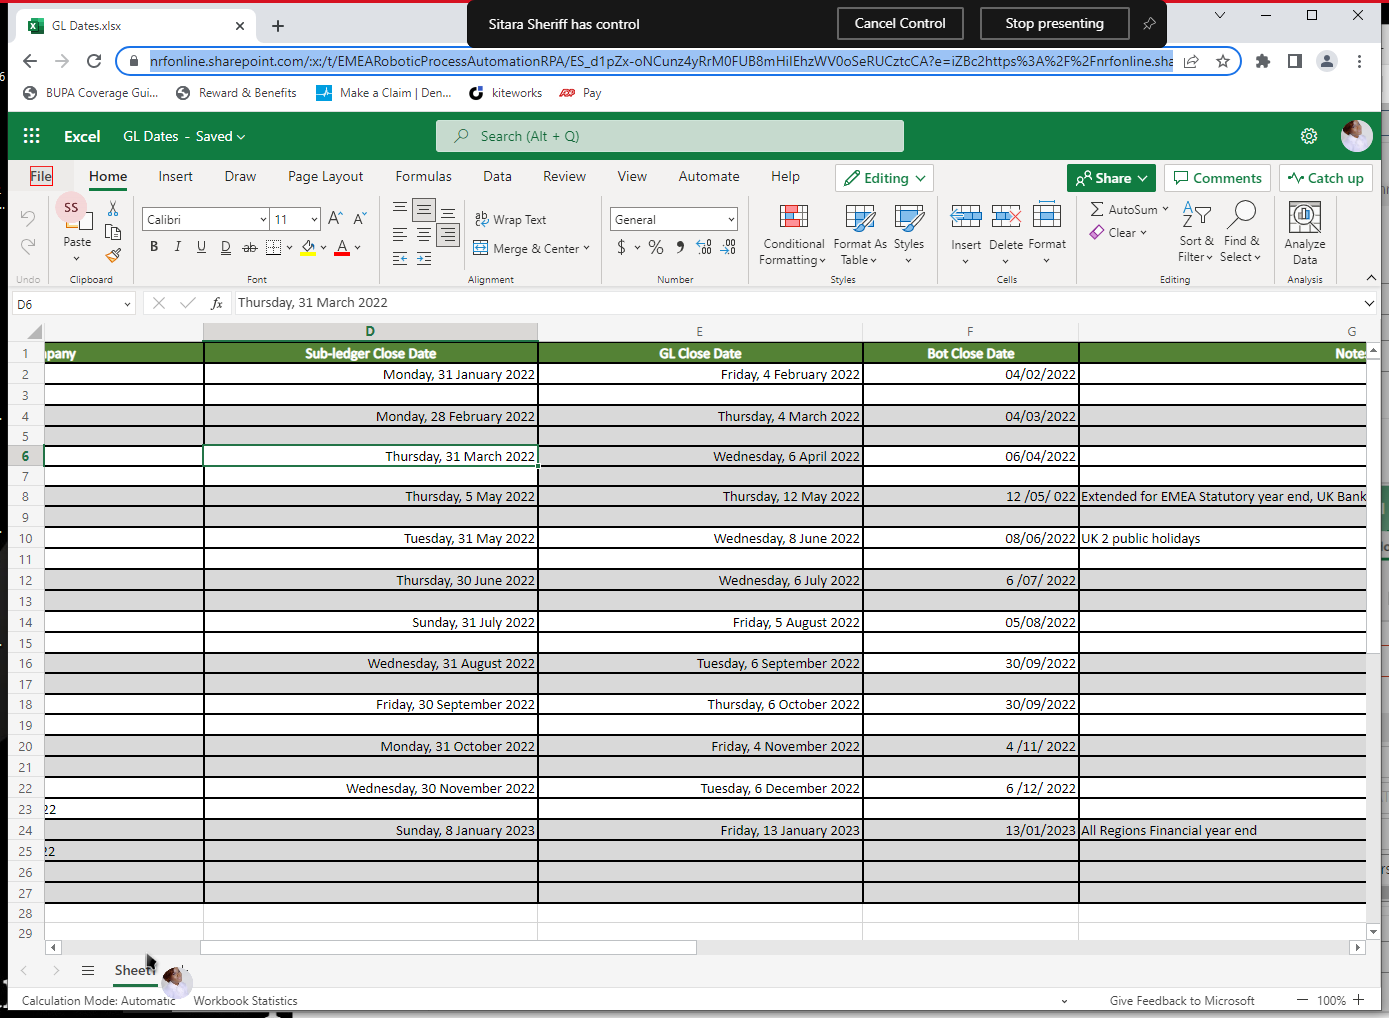 GL Dates.xlsx
Sitara Sheriff has control
Cancel Control
Stop presenting
nrfonline.sharepoint.com/:x:/t/EMEARoboticProcessAutomationRPA/ES_d1pZx-oNCunz4yRrM0FUB8mHiIEhzWV0oSeRUCztcCA?e=iZBc2https%3A%2F%2Fnrfonline.sha
BUPA Coverage Gui...
Reward & Benefits
Make a Claim | Den...
kiteworks
Pay
Excel
GL Dates - Saved
Search (Alt + Q)
File Home Insert Draw Page Layout Formulas Data Review View Automate Help
Editing
Share
Comments
Catch up
SS
Paste
Calibri 11
Wrap Text
General
Merge & Center
Conditional Formatting
Format As Table
Styles
Insert Delete Format
AutoSum
Clear
Sort & Filter
Find & Select
Analyze Data
Undo Clipboard Font Alignment Number Styles Cells Editing Analysis
D6
fx Thursday, 31 March 2022
D E F G
1 npany Sub-ledger Close Date GL Close Date Bot Close Date Note
2 Monday, 31 January 2022 Friday, 4 February 2022 04/02/2022
3
4 Monday, 28 February 2022 Thursday, 4 March 2022 04/03/2022
5
6 Thursday, 31 March 2022 Wednesday, 6 April 2022 06/04/2022
7
8 Thursday, 5 May 2022 Thursday, 12 May 2022 12 /05/ 022 Extended for EMEA Statutory year end, UK Bank
9
10 Tuesday, 31 May 2022 Wednesday, 8 June 2022 08/06/2022 UK 2 public holidays
11
12 Thursday, 30 June 2022 Wednesday, 6 July 2022 6 /07/ 2022
13
14 Sunday, 31 July 2022 Friday, 5 August 2022 05/08/2022
15
16 Wednesday, 31 August 2022 Tuesday, 6 September 2022 30/09/2022
17
18 Friday, 30 September 2022 Thursday, 6 October 2022 30/09/2022
19
20 Monday, 31 October 2022 Friday, 4 November 2022 4 /11/ 2022
21
22 Wednesday, 30 November 2022 Tuesday, 6 December 2022 6 /12/ 2022
23 22
24 Sunday, 8 January 2023 Friday, 13 January 2023 13/01/2023 All Regions Financial year end
25 22
26
27
28
29
Sheet1
Calculation Mode: Automatic Workbook Statistics
Give Feedback to Microsoft
100%